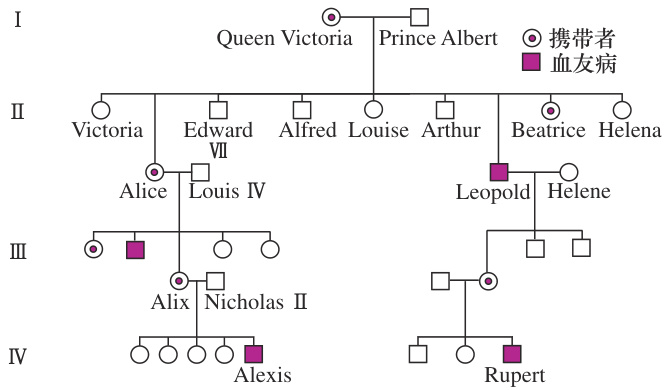 I
Queen Victoria Prince Albert
携带者
血友病
II
Victoria Edward VII Alfred Louise Arthur Beatrice Helena
Alice Louis IV Leopold Helene
III
Alix Nicholas II
IV
Alexis Rupert